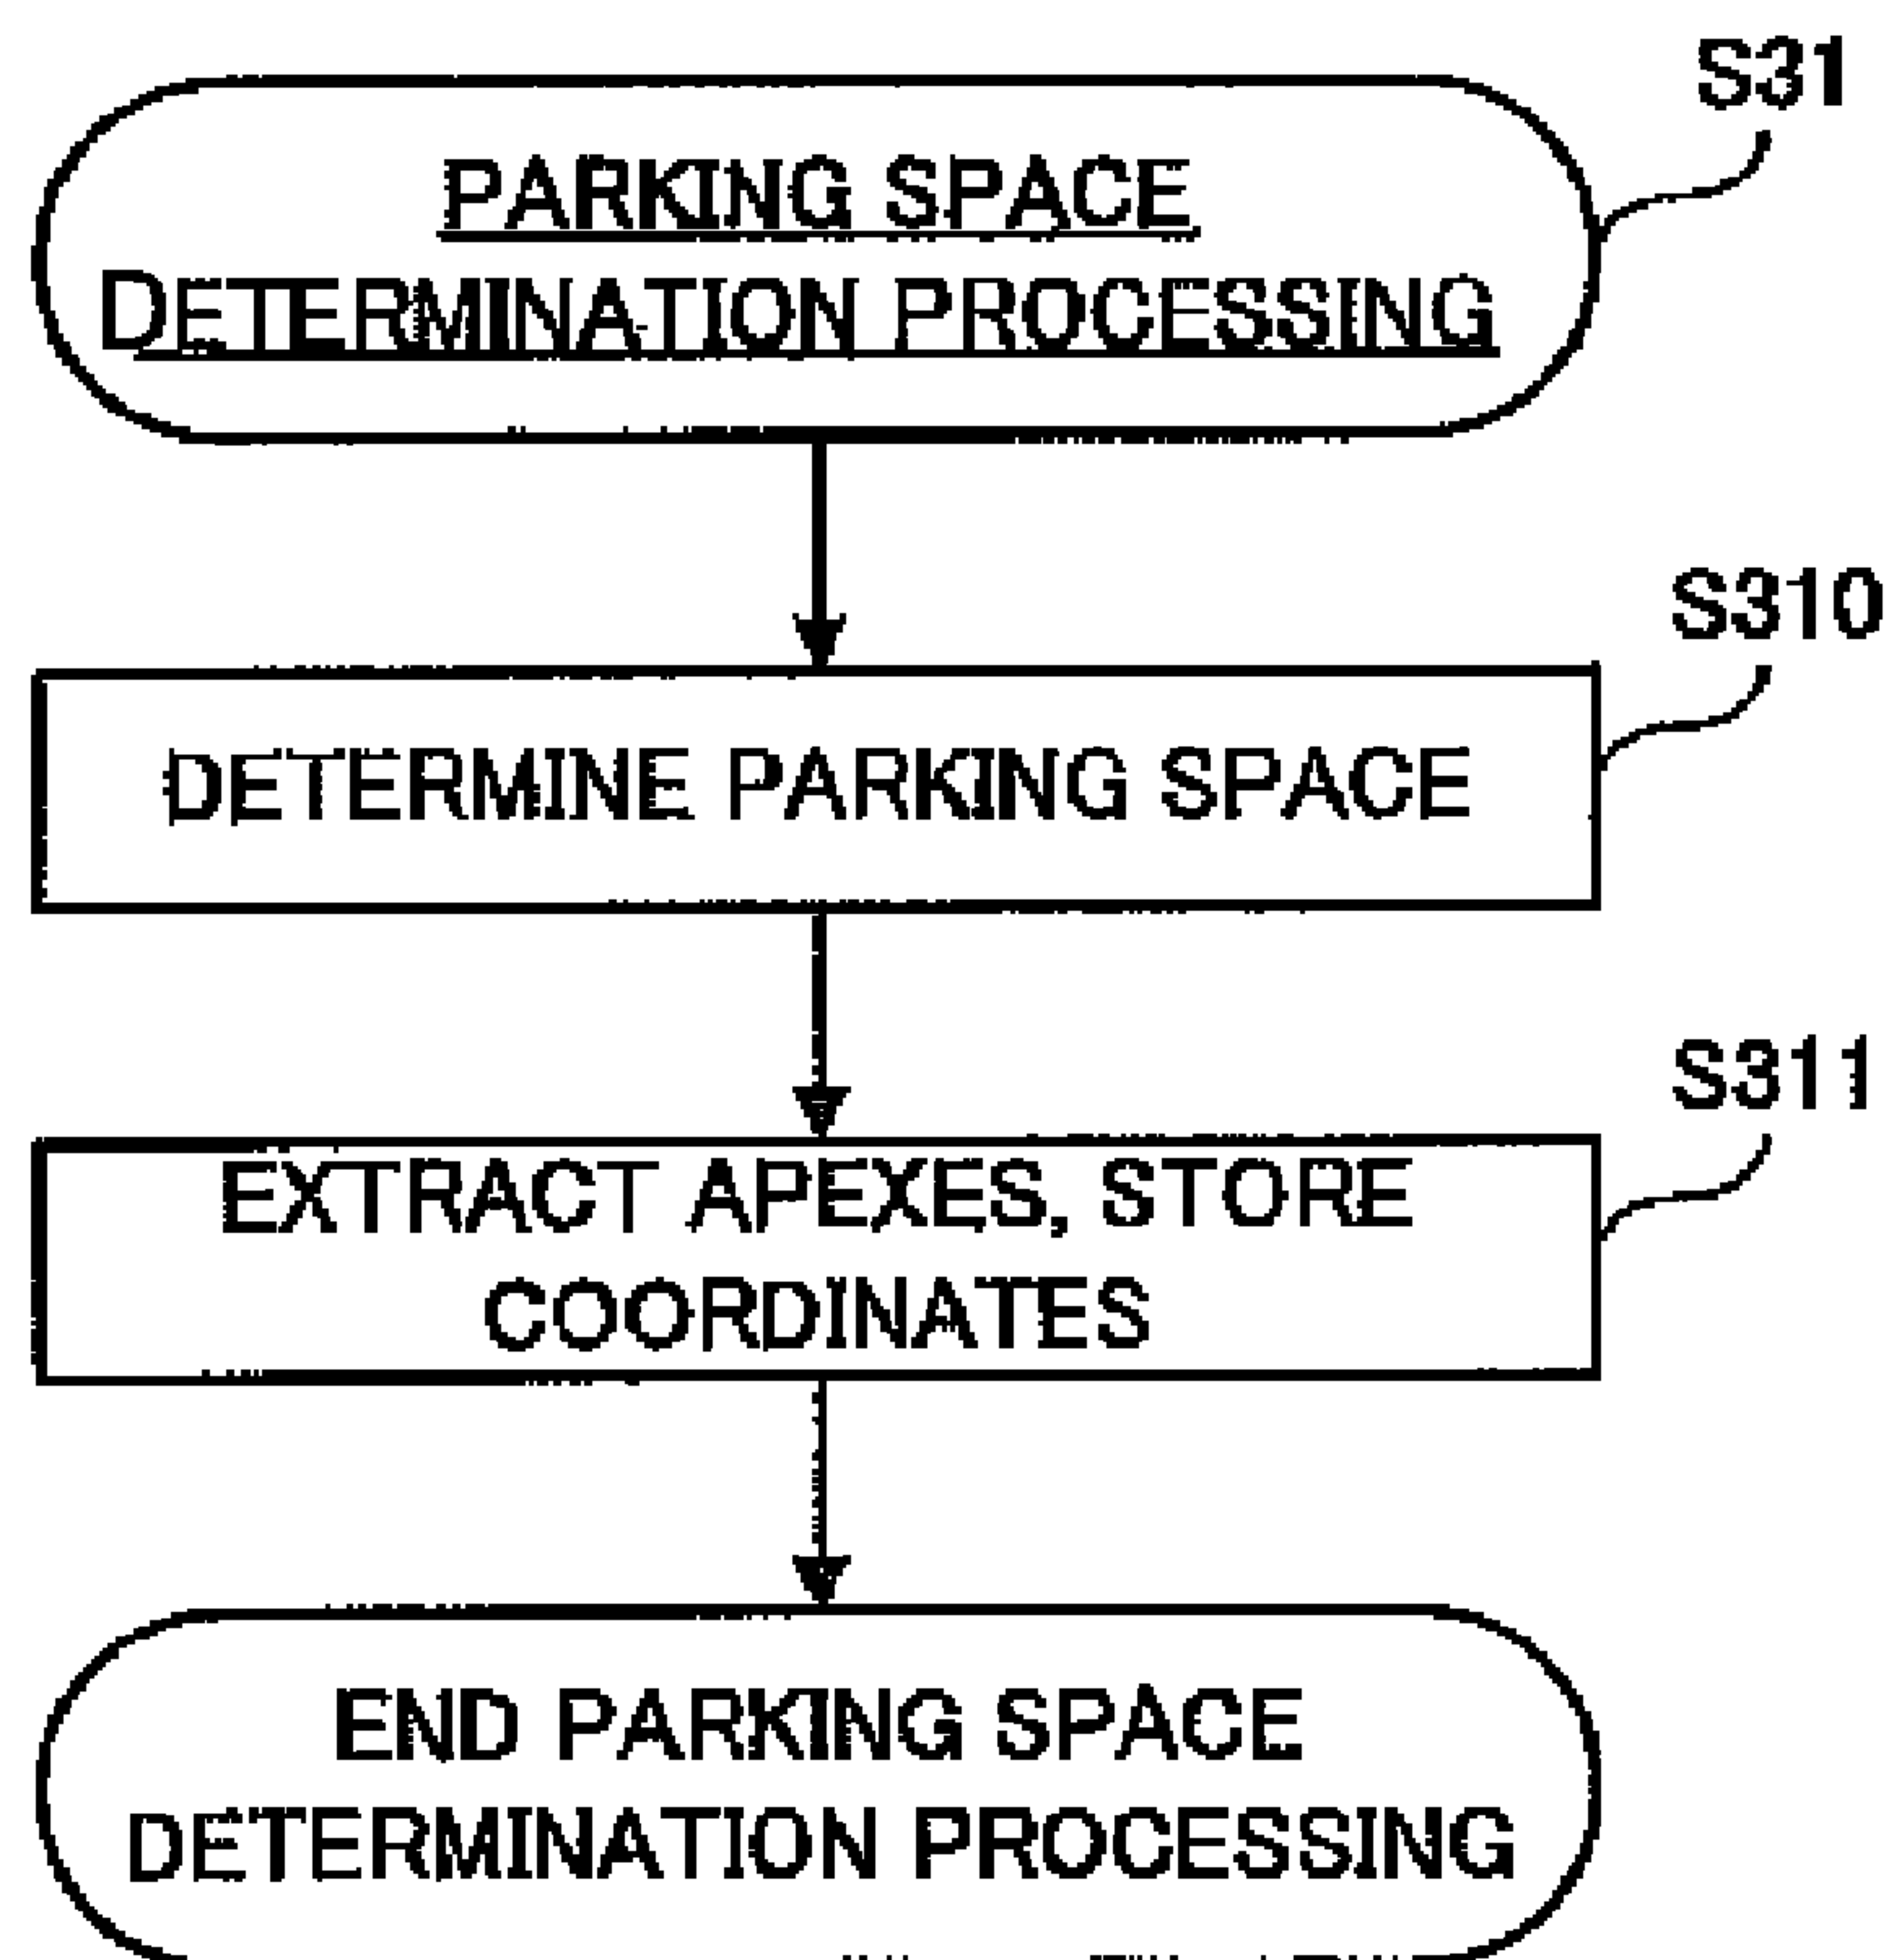 S31
PARKING SPACE
DETERMINATION PROCESSING
S310
DETERMINE PARKING SPACE
S311
EXTRACT APEXES, STORE
COORDINATES
END PARKING SPACE
DETERMINATION PROCESSING